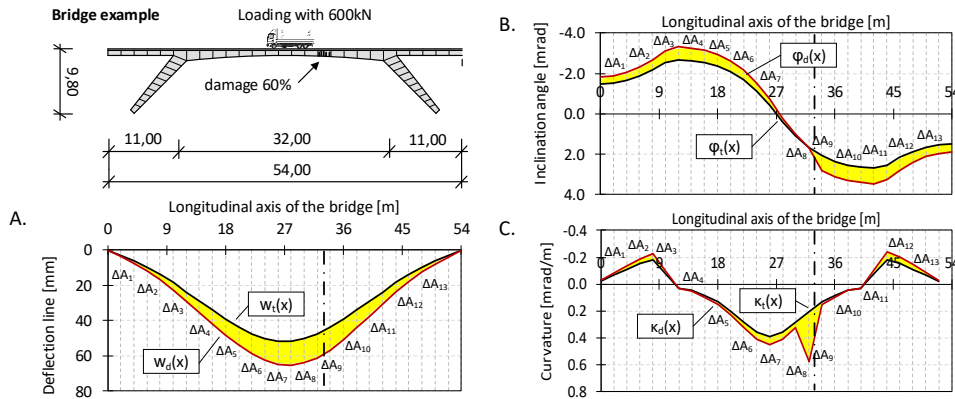 Bridge example
Loading with 600kN
9,80
damage 60%
11,00
32,00
11,00
54,00
A.
Longitudinal axis of the bridge [m]
0 9 18 27 36 45 54
Deflection line [mm]
0
20
40
60
80
ΔA1 ΔA2 ΔA3 ΔA4 ΔA5 ΔA6 ΔA7 ΔA8 ΔA9 ΔA10 ΔA11 ΔA12 ΔA13
wt(x)
wd(x)
B.
Longitudinal axis of the bridge [m]
Inclination angle [mrad]
-4.0
-2.0
0.0
2.0
4.0
0 9 18 27 36 45 54
ΔA1 ΔA2 ΔA3 ΔA4 ΔA5 ΔA6 ΔA7 ΔA8 ΔA9 ΔA10 ΔA11 ΔA12 ΔA13
φd(x)
φt(x)
C.
Longitudinal axis of the bridge [m]
Curvature [mrad/m]
-0.4
-0.2
0.0
0.2
0.4
0.6
0.8
0 9 18 27 36 45 54
ΔA1 ΔA2 ΔA3 ΔA4 ΔA5 ΔA6 ΔA7 ΔA8 ΔA9 ΔA10 ΔA11 ΔA12 ΔA13
κt(x)
κd(x)